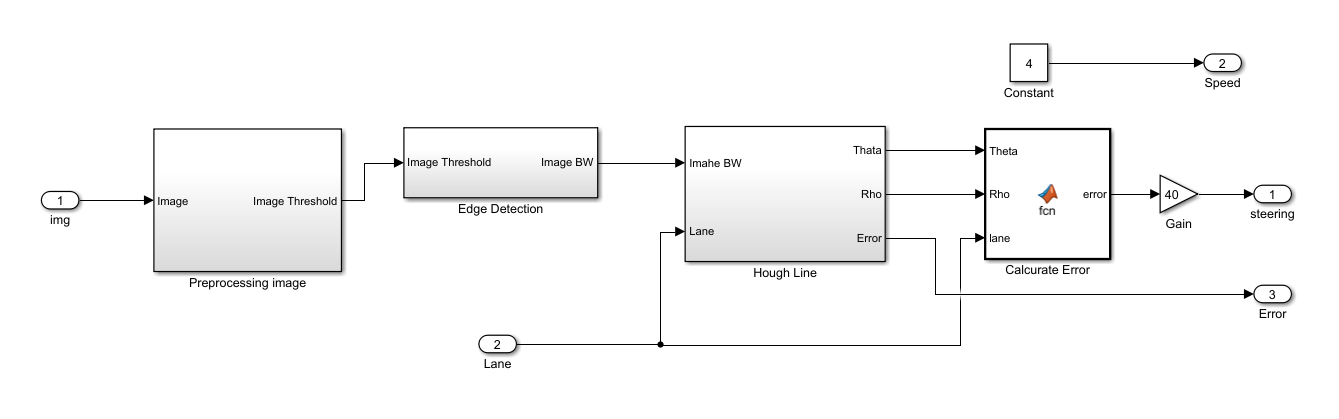 4
Constant
2
Speed
1
img
Image
Image Threshold
Preprocessing image
Image Threshold
Image BW
Edge Detection
Imahe BW
Lane
Thata
Rho
Error
Hough Line
Theta
Rho
lane
fcn
error
Calcurate Error
40
Gain
1
steering
3
Error
2
Lane